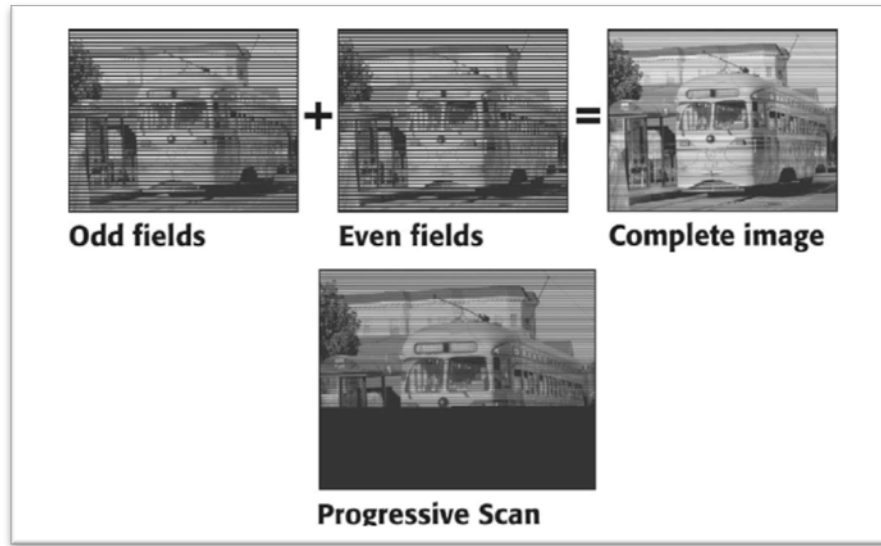 + =
Odd fields Even fields Complete image
Progressive Scan